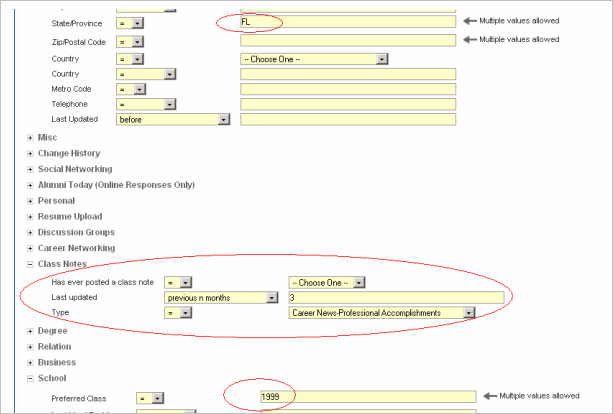 State/Province = FL Multiple values allowed
Zip/Postal Code = Multiple values allowed
Country = -- Choose One --
Country =
Metro Code =
Telephone =
Last Updated before
Misc
Change History
Social Networking
Alumni Today (Online Responses Only)
Personal
Resume Upload
Discussion Groups
Career Networking
Class Notes
Has ever posted a class note = -- Choose One --
Last updated previous n months 3
Type = Career News-Professional Accomplishments
Degree
Relation
Business
School
Preferred Class = 1999 Multiple values allowed